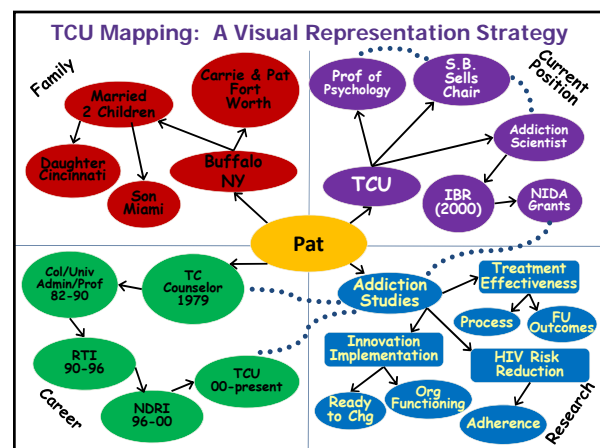 TCU Mapping:  A Visual Representation Strategy
Family
Carrie & Pat
Fort
Worth
Married
2 Children
Daughter
Cincinnati
Son
Miami
Buffalo
NY
Current
Position
Prof of
Psychology
S.B.
Sells
Chair
Addiction
Scientist
TCU
IBR
(2000)
NIDA
Grants
Pat
Career
Col/Univ
Admin/Prof
82-90
TC
Counselor
1979
RTI
90-96
NDRI
96-00
TCU
00-present
Research
Addiction
Studies
Treatment
Effectiveness
Process
FU
Outcomes
Innovation
Implementation
HIV Risk
Reduction
Ready
to Chg
Org
Functioning
Adherence